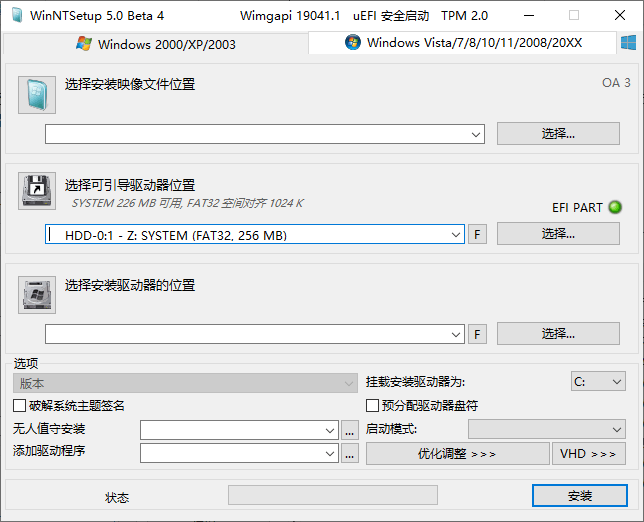 WinNTSetup 5.0 Beta 4 Wimgapi 19041.1 uEFI 安全启动 TPM 2.0
Windows 2000/XP/2003 Windows Vista/7/8/10/11/2008/20XX
选择安装映像文件位置 OA 3
选择...
选择可引导驱动器位置
SYSTEM 226 MB 可用, FAT32 空间对齐 1024 K
EFI PART
HDD-0:1 - Z: SYSTEM (FAT32, 256 MB) F 选择...
选择安装驱动器的位置
F 选择...
选项
版本 挂载安装驱动器为: C:
破解系统主题签名 预分配驱动器盘符
无人值守安装 ... 启动模式:
添加驱动程序 ... 优化调整 >>> VHD >>>
状态 安装